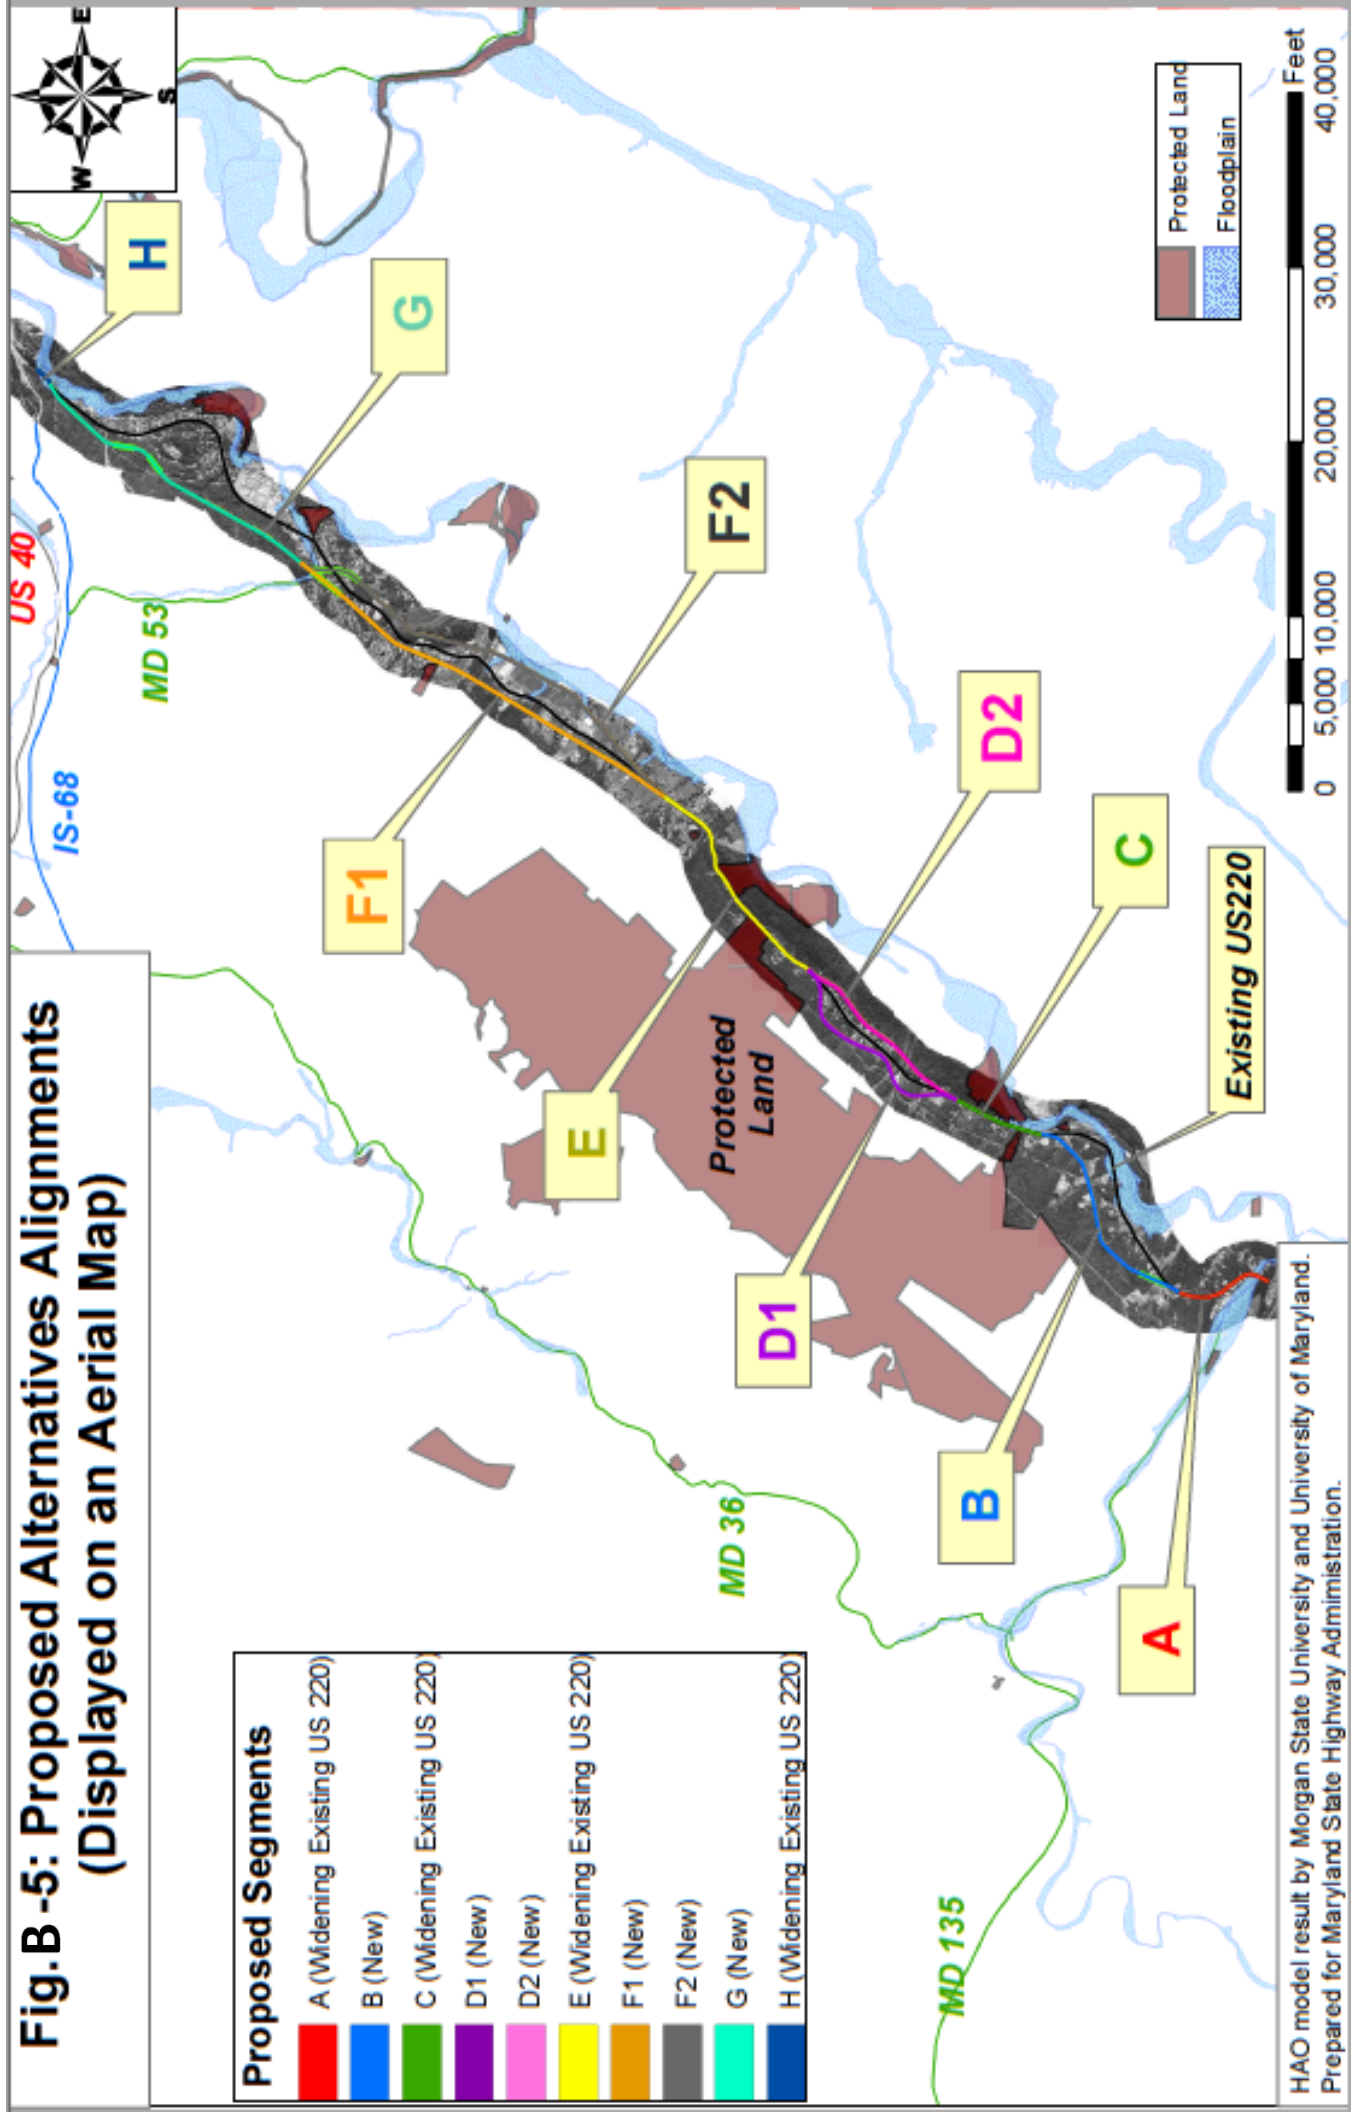 Fig.B-5: Proposed Alternatives Alignments
(Displayed on an Aerial Map)
US 40
IS-68
MD 53
MD 36
MD 135
E
S
W
H
G
F1
F2
E
Protected
Land
D1
D2
C
B
A
Existing US220
Proposed Segments
A (Widening Existing US 220)
B (New)
C (Widening Existing US 220)
D1 (New)
D2 (New)
E (Widening Existing US 220)
F1 (New)
F2 (New)
G (New)
H (Widening Existing US 220)
Protected Land
Floodplain
0 5,000 10,000 20,000 30,000 40,000
Feet
HAO model result by Morgan State University and University of Maryland.
Prepared for Maryland State Highway Administration.